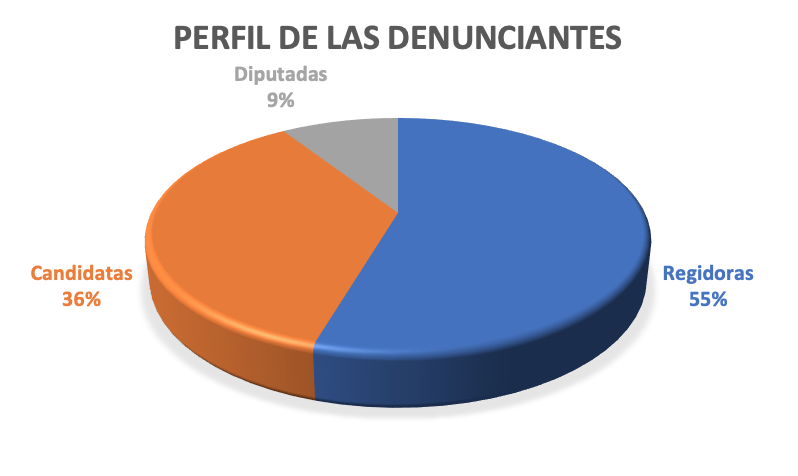 PERFIL DE LAS DENUNCIANTES
Diputadas
9%
Candidatas
36%
Regidoras
55%